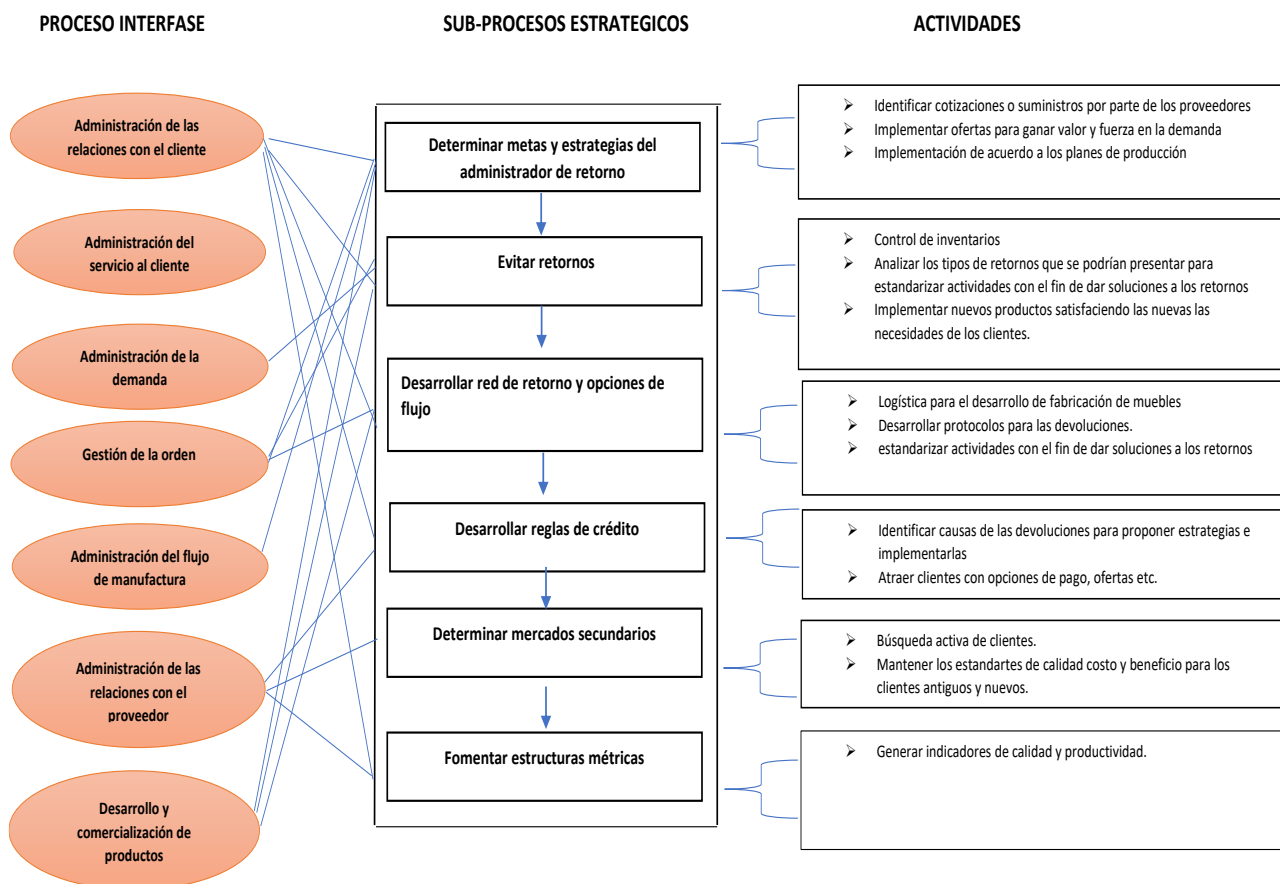 PROCESO INTERFASE
SUB-PROCESOS ESTRATEGICOS
ACTIVIDADES
Administración de las
relaciones con el cliente
Administración del
servicio al cliente
Administración de la
demanda
Gestión de la orden
Administración del flujo
de manufactura
Administración de las
relaciones con el
proveedor
Desarrollo y
comercialización de
productos
Determinar metas y estrategias del
administrador de retorno
Evitar retornos
Desarrollar red de retorno y opciones de
flujo
Desarrollar reglas de crédito
Determinar mercados secundarios
Fomentar estructuras métricas
Identificar cotizaciones o suministros por parte de los proveedores
Implementar ofertas para ganar valor y fuerza en la demanda
Implementación de acuerdo a los planes de producción
Control de inventarios
Analizar los tipos de retornos que se podrían presentar para
estandarizar actividades con el fin de dar soluciones a los retornos
Implementar nuevos productos satisfaciendo las nuevas las
necesidades de los clientes.
Logística para el desarrollo de fabricación de muebles
Desarrollar protocolos para las devoluciones.
estandarizar actividades con el fin de dar soluciones a los retornos
Identificar causas de las devoluciones para proponer estrategias e
implementarlas
Atraer clientes con opciones de pago, ofertas etc.
Búsqueda activa de clientes.
Mantener los estandartes de calidad costo y beneficio para los
clientes antiguos y nuevos.
Generar indicadores de calidad y productividad.